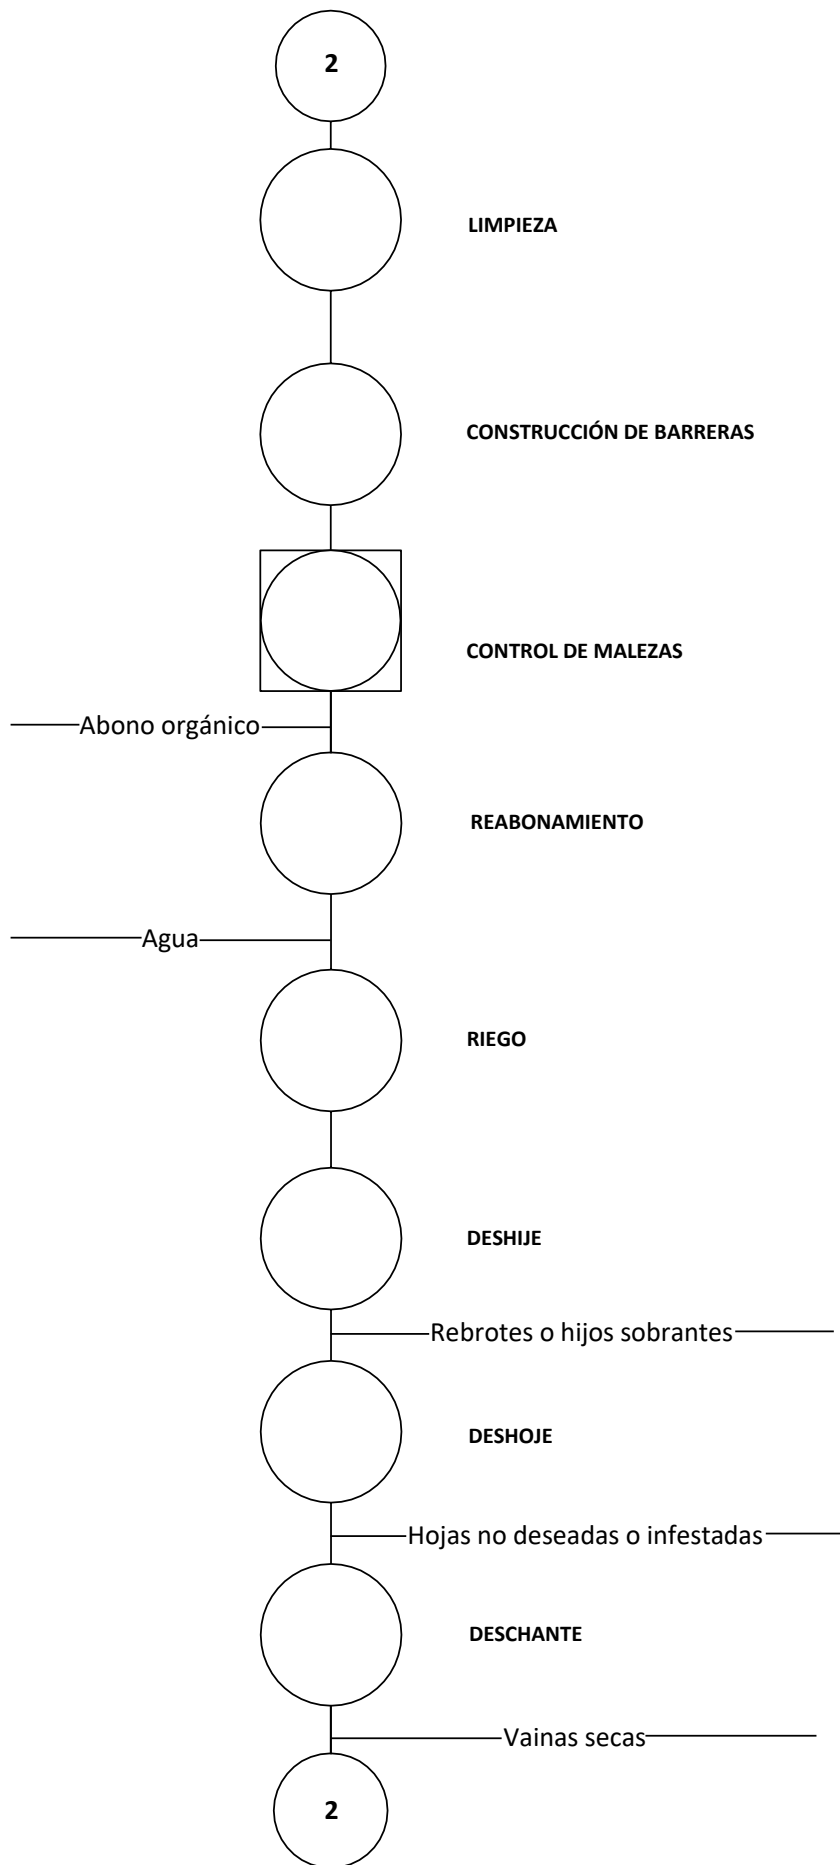 2
LIMPIEZA
CONSTRUCCIÓN DE BARRERAS
CONTROL DE MALEZAS
Abono orgánico
REABONAMIENTO
Agua
RIEGO
DESHIJE
Rebrotes o hijos sobrantes
DESHOJE
Hojas no deseadas o infestadas
DESCHANTE
Vainas secas
2